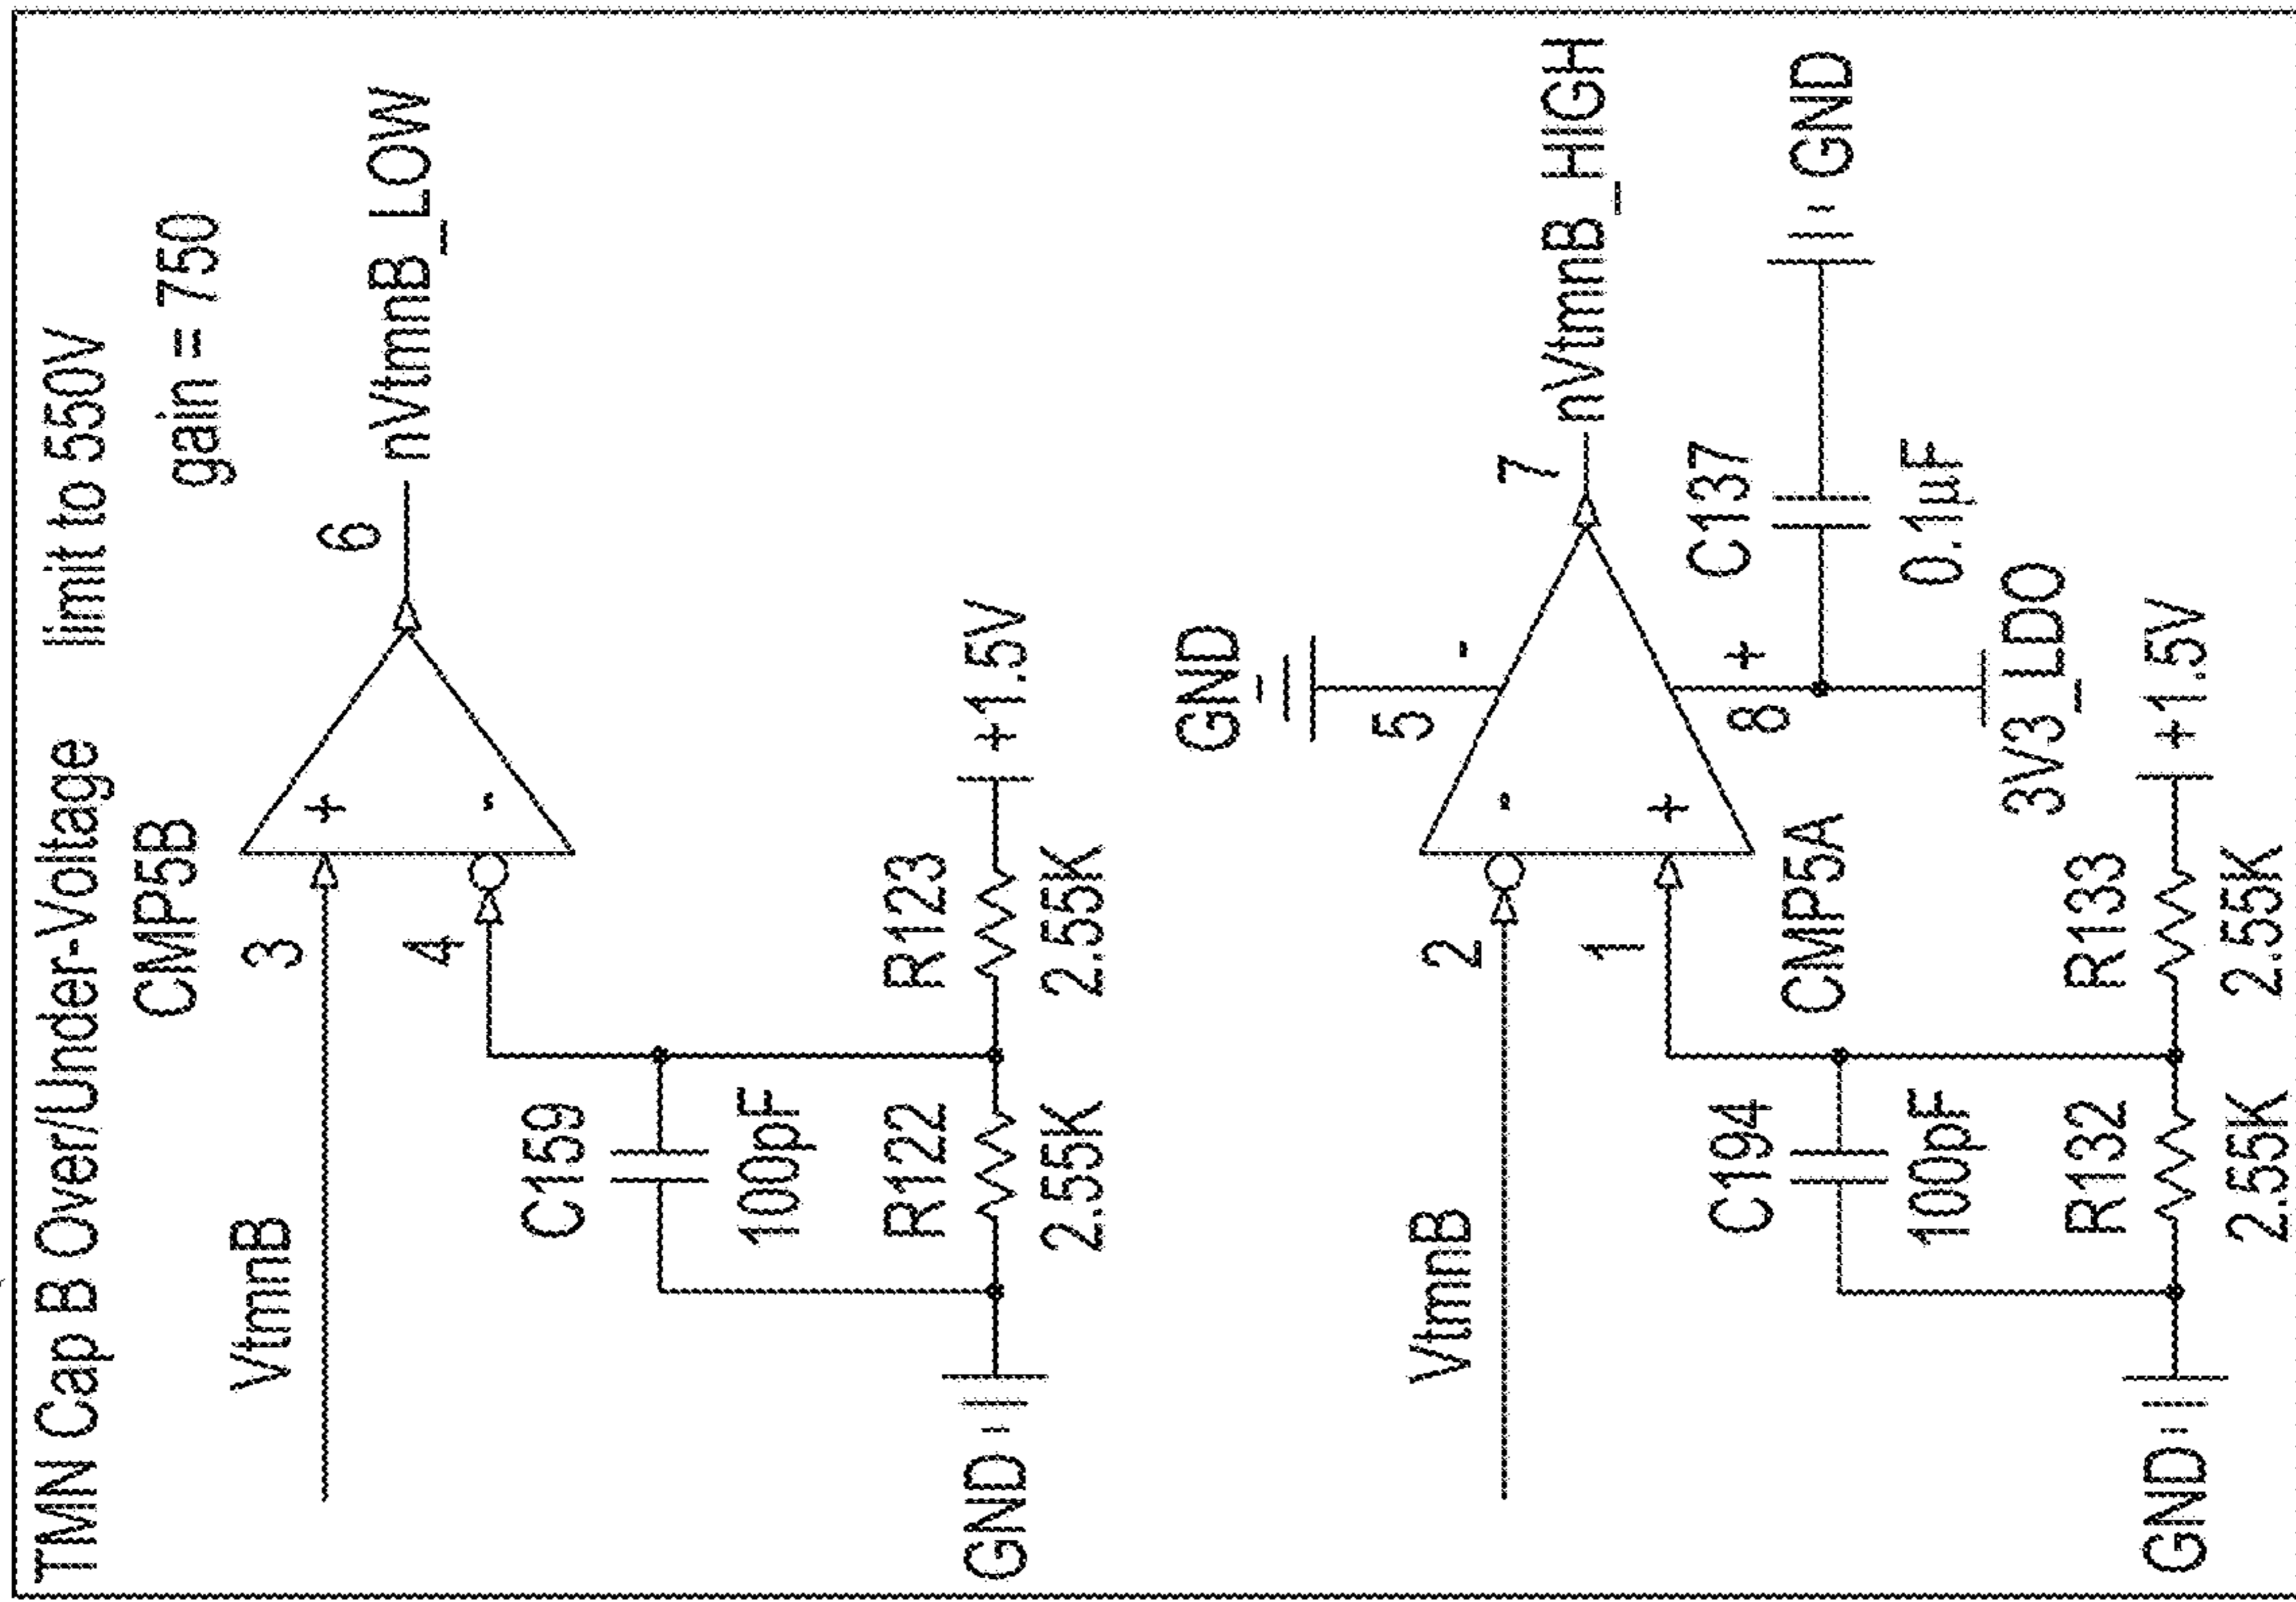 TMN Cap B Over/Under-Voltage limit to 550V
gain = 750
CMP5B
VtmnB
3
+
6
nVtmnB_LOW
4
-
C159
100pF
R122
2.55K
R123
2.55K
+1.5V
GND
GND
5
-
VtmnB
2
-
7
nVtmnB_HIGH
1
+
CMP5A
8
+
C137
0.1µF
GND
3V3_LDO
C194
100pF
R132
2.55K
R133
2.55K
+1.5V
GND